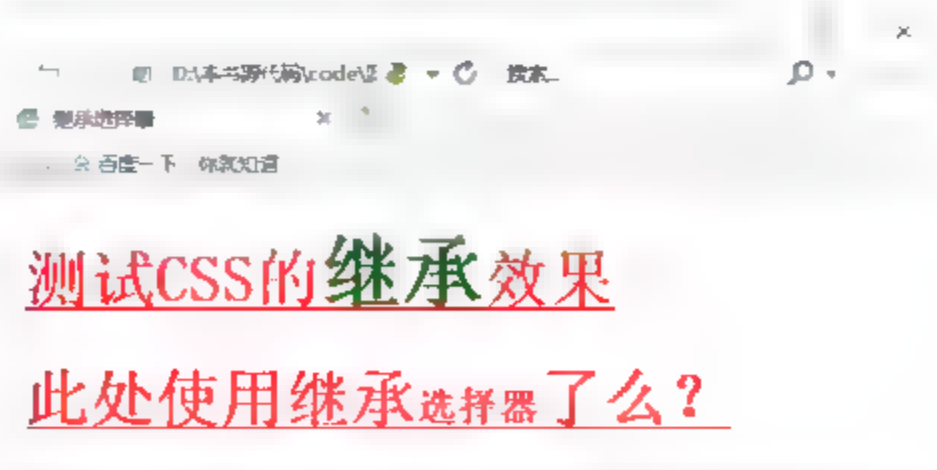 D:\本书源代码\code\ 搜索...
继承选择器
百度一下 你就知道
测试CSS的继承效果
此处使用继承选择器了么？